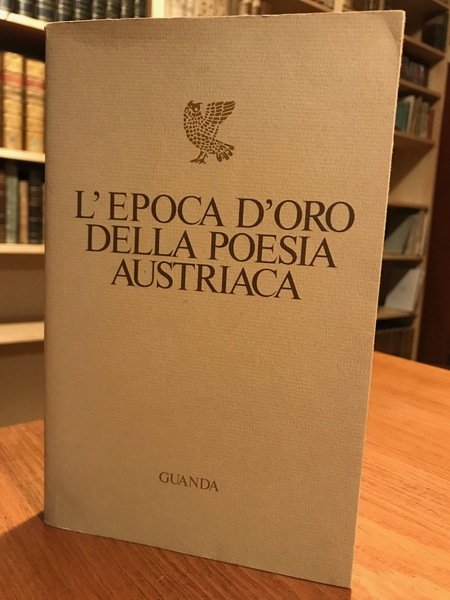 L'EPOCA D'ORO
DELLA POESIA
AUSTRIACA
GUANDA